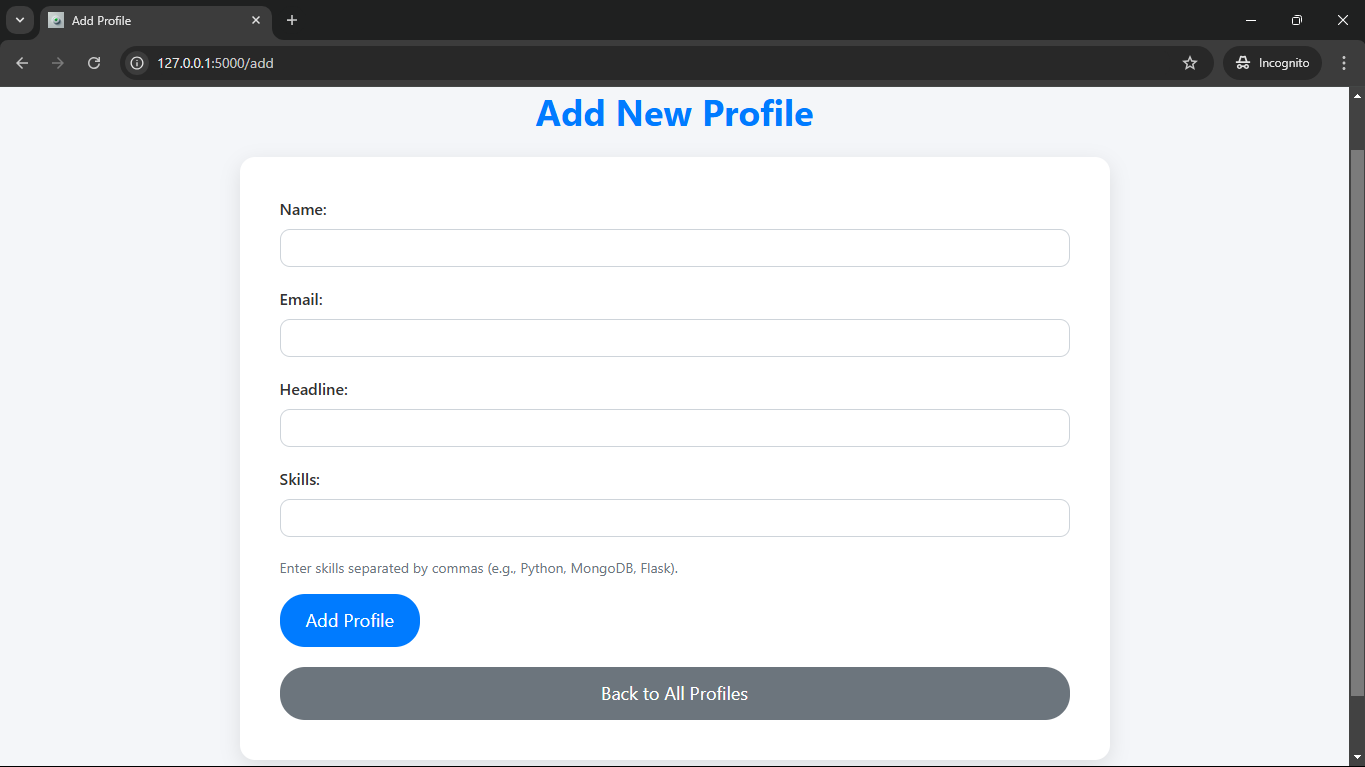 Add Profile
127.0.0.1:5000/add
Incognito
Add New Profile
Name:
Email:
Headline:
Skills:
Enter skills separated by commas (e.g., Python, MongoDB, Flask).
Add Profile
Back to All Profiles